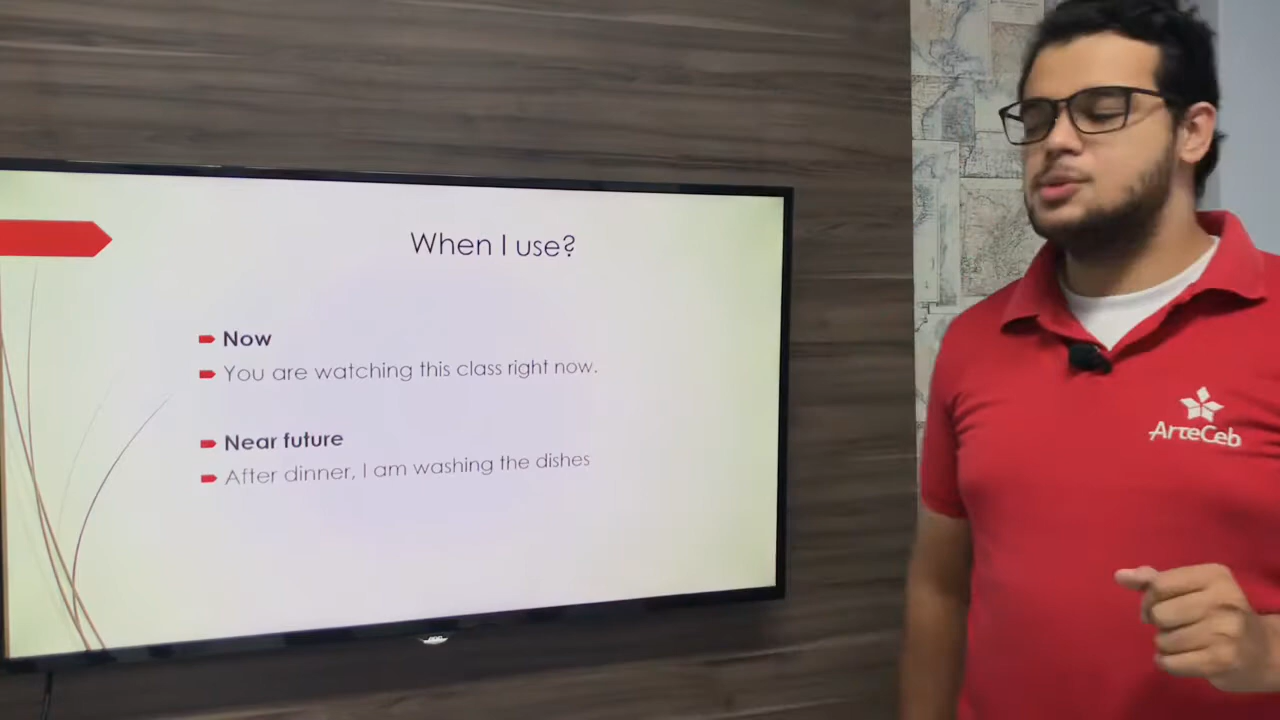 When I use?
Now
You are watching this class right now.
Near future
After dinner, I am washing the dishes
ArteCeb
AOC